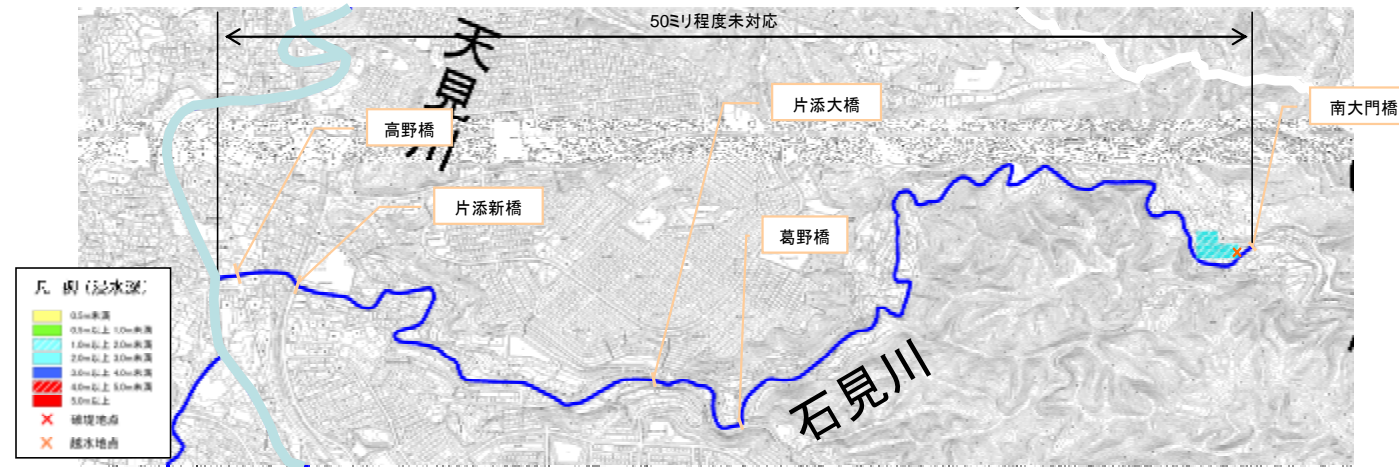 50ミリ程度未対応
天見川
片添大橋
南大門橋
高野橋
片添新橋
葛野橋
石見川
凡 例（浸水深）
0.5m未満
0.5m以上 1.0m未満
1.0m以上 2.0m未満
2.0m以上 3.0m未満
3.0m以上 4.0m未満
4.0m以上 5.0m未満
5.0m以上
破堤地点
越水地点